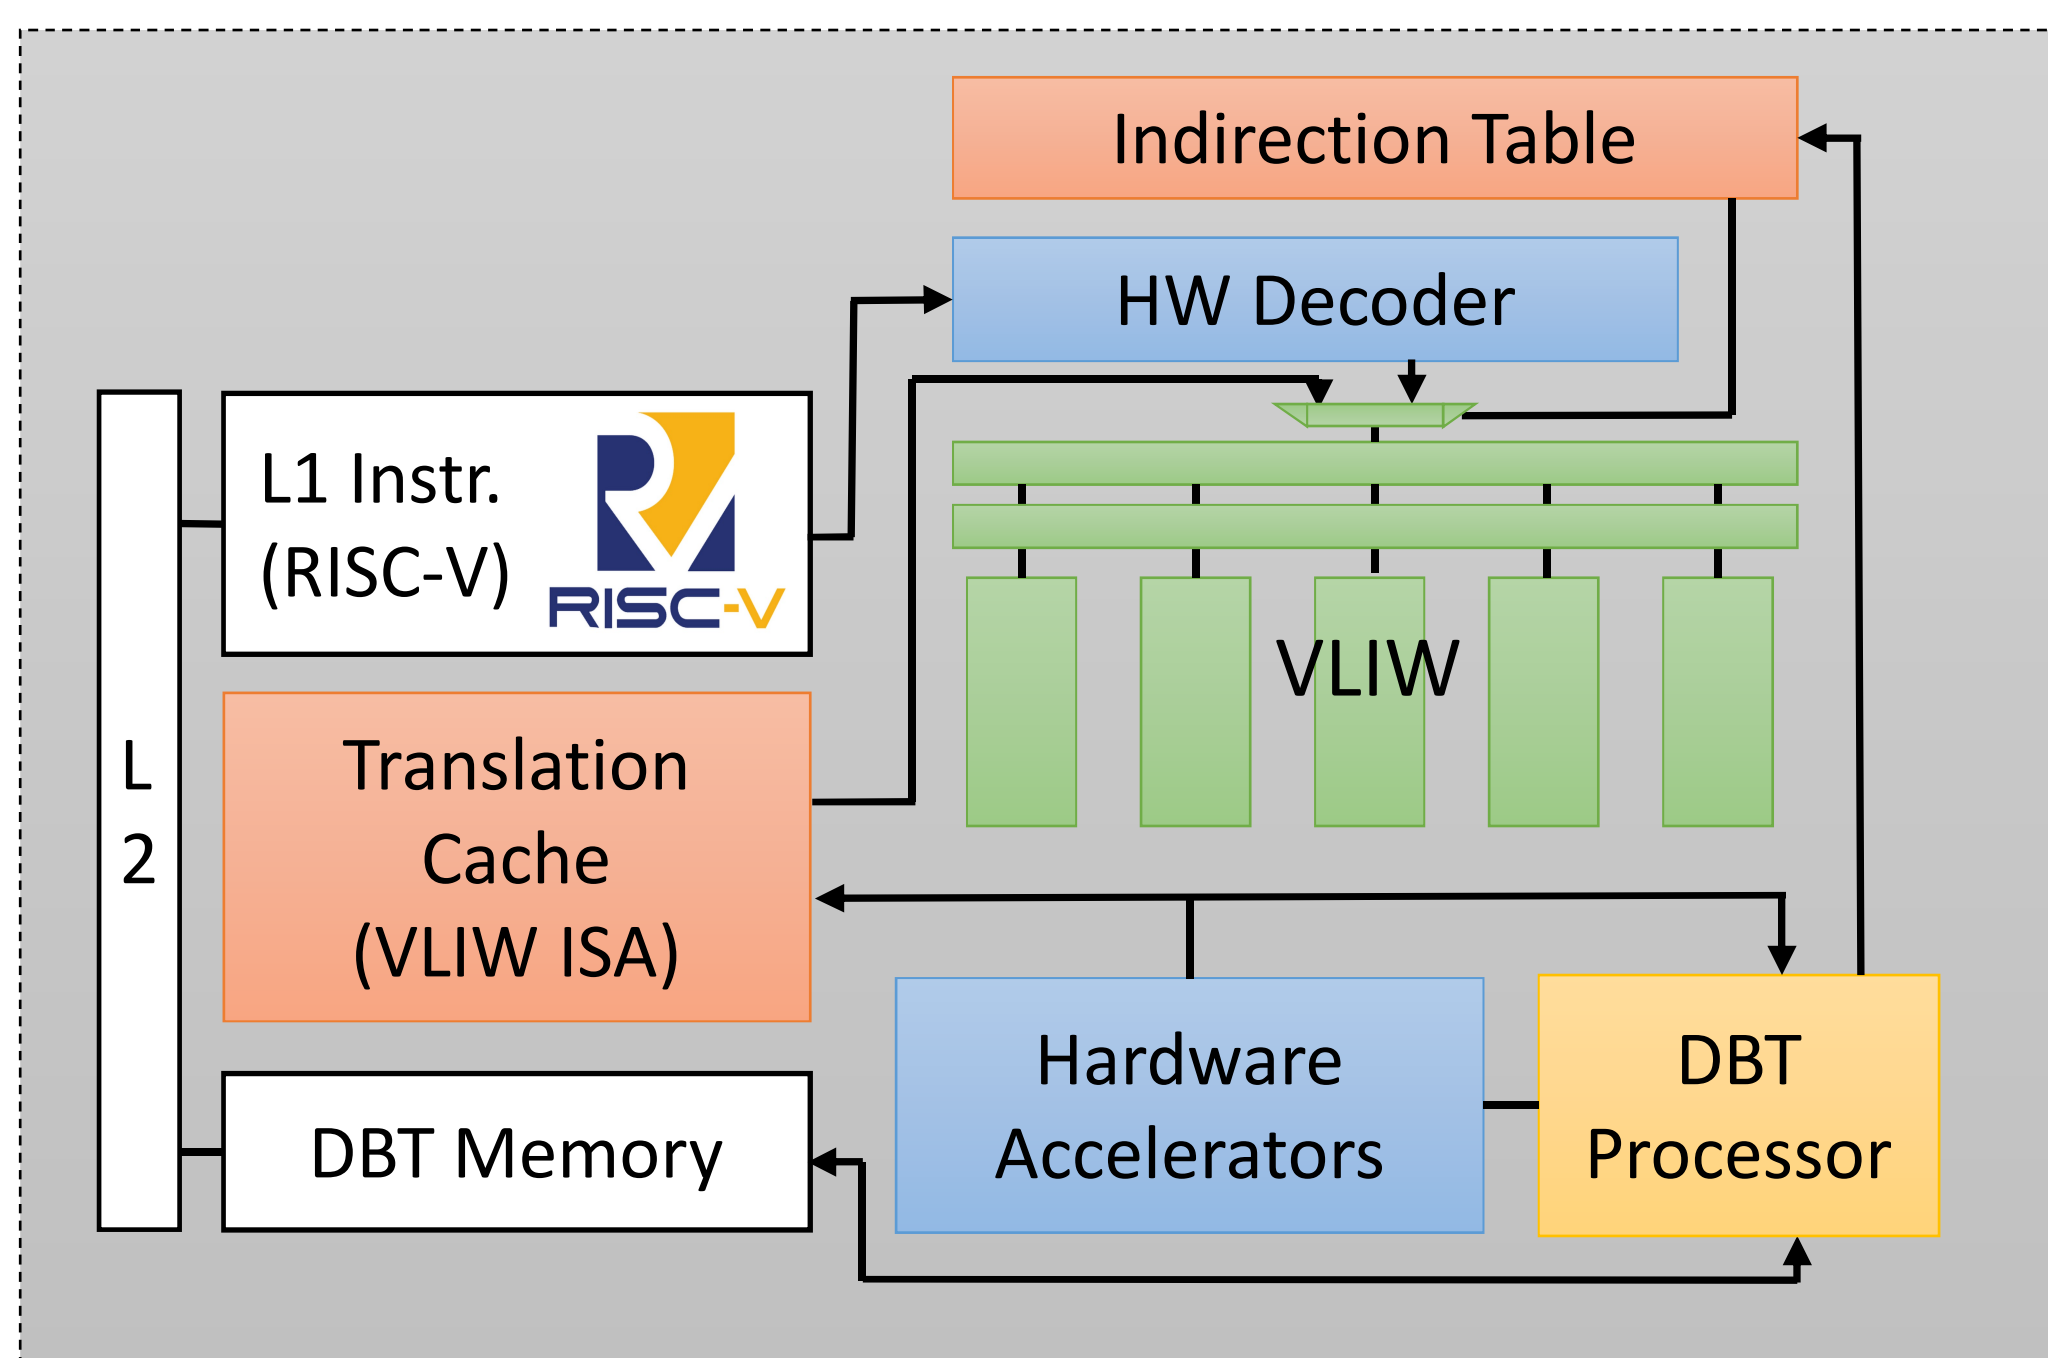 Indirection Table
HW Decoder
L1 Instr.
(RISC-V)
RISC-V
VLIW
L
2
Translation
Cache
(VLIW ISA)
Hardware
Accelerators
DBT
Processor
DBT Memory